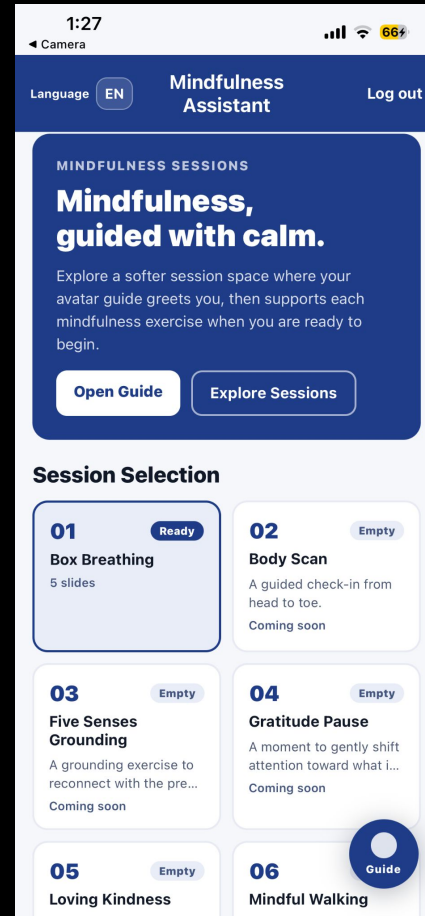 1:27
66
◀ Camera
Language EN
Mindfulness
Assistant
Log out
MINDFULNESS SESSIONS
Mindfulness,
guided with calm.
Explore a softer session space where your
avatar guide greets you, then supports each
mindfulness exercise when you are ready to
begin.
Open Guide
Explore Sessions
Session Selection
01
Ready
Box Breathing
5 slides
02
Empty
Body Scan
A guided check-in from
head to toe.
Coming soon
03
Empty
Five Senses
Grounding
A grounding exercise to
reconnect with the pre...
Coming soon
04
Empty
Gratitude Pause
A moment to gently shift
attention toward what i...
Coming soon
05
Empty
Loving Kindness
06
Mindful Walking
Guide